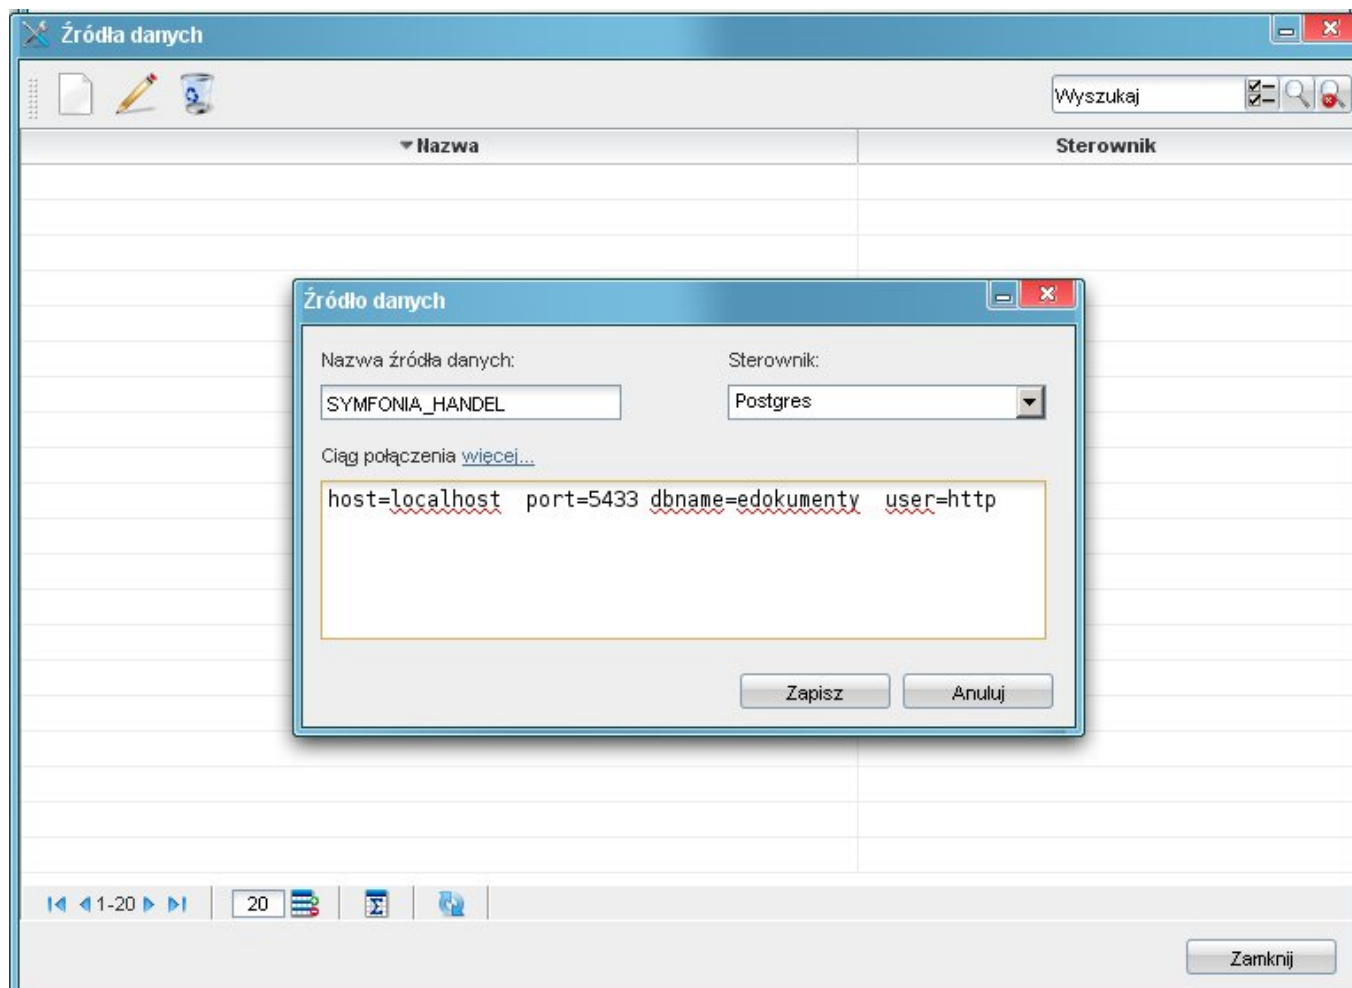 Źródła danych
Wyszukaj
Nazwa Sterownik
Źródło danych
Nazwa źródła danych: Sterownik:
SYMFONIA_HANDEL Postgres
Ciąg połączenia więcej...
host=localhost  port=5433 dbname=edokumenty  user=http
Zapisz Anuluj
1-20 20
Zamknij